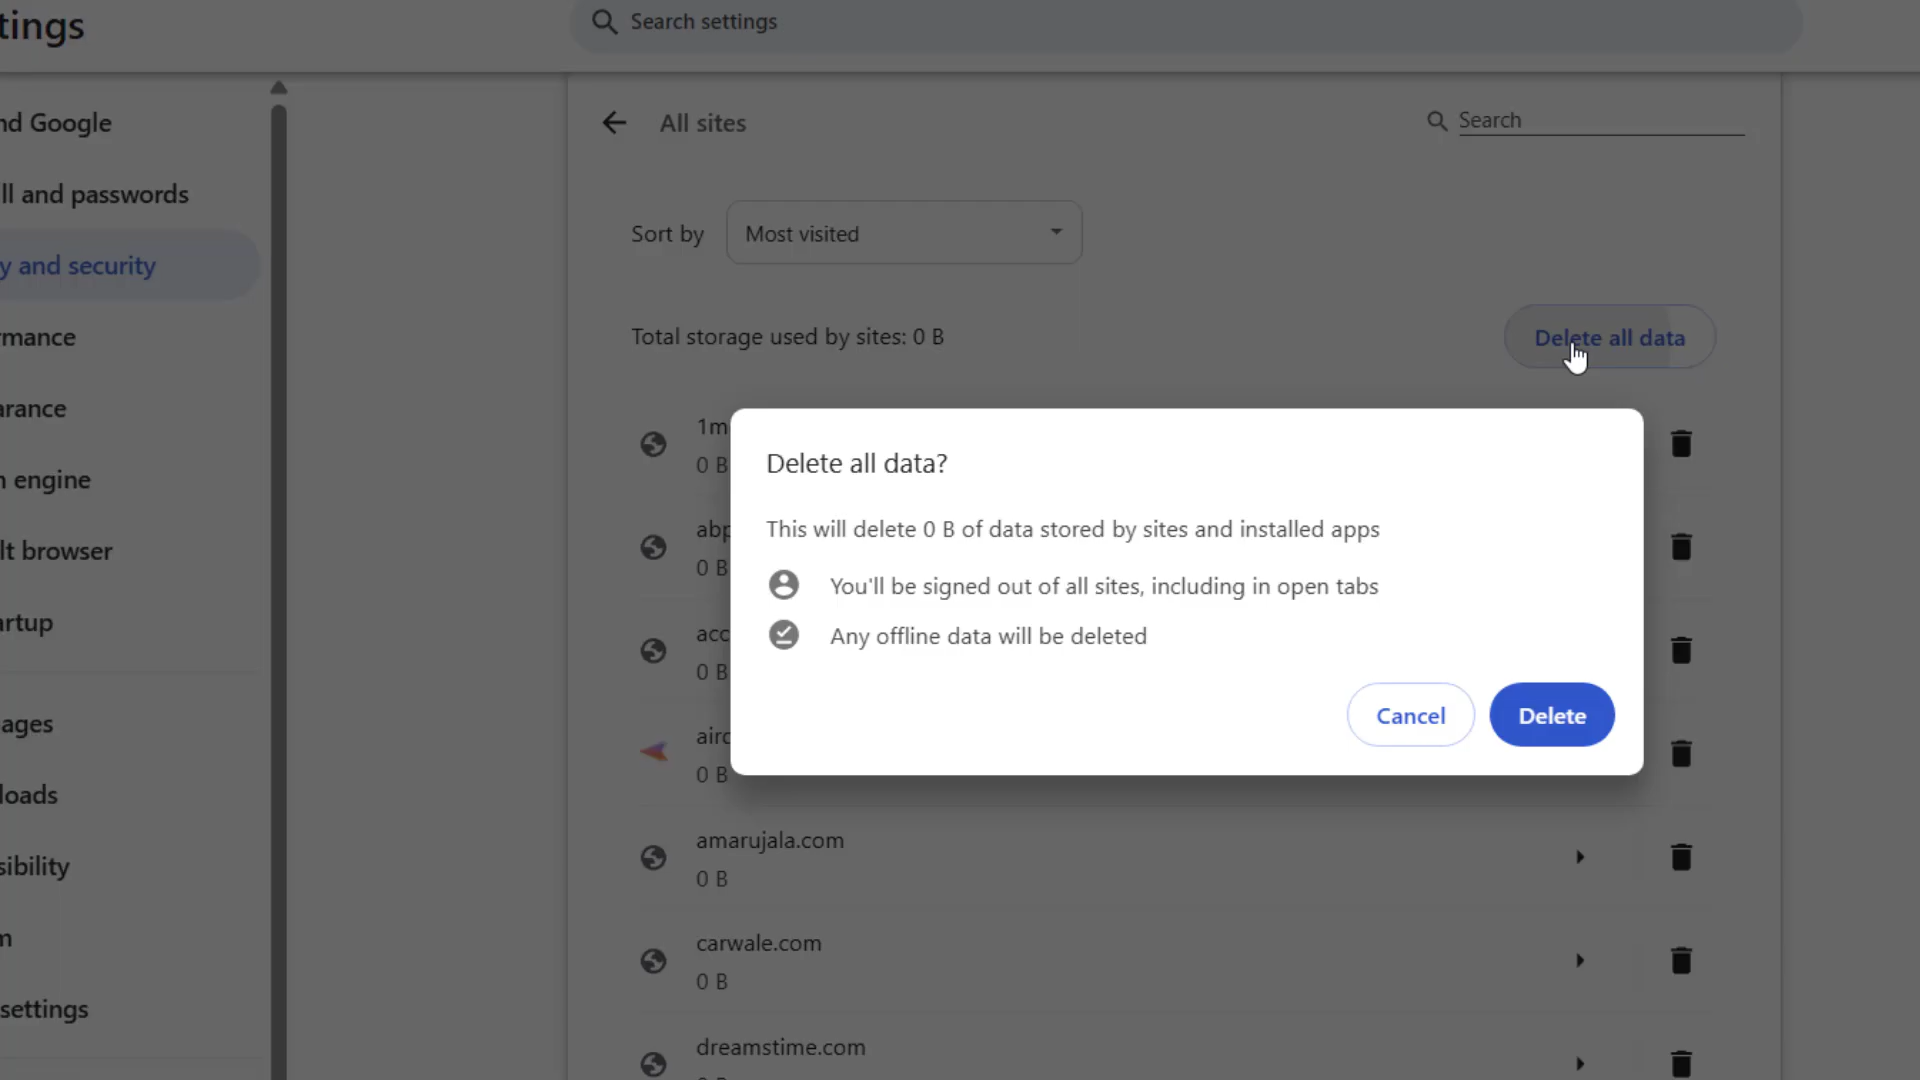 tings
Search settings
nd Google
ll and passwords
y and security
rmance
arance
n engine
lt browser
artup
ages
loads
sibility
m
settings
All sites
Search
Sort by Most visited
Total storage used by sites: 0 B
Delete all data
1m
0 B
abp
0 B
acc
0 B
airc
0 B
Delete all data?
This will delete 0 B of data stored by sites and installed apps
You'll be signed out of all sites, including in open tabs
Any offline data will be deleted
Cancel Delete
amarujala.com
0 B
carwale.com
0 B
dreamstime.com